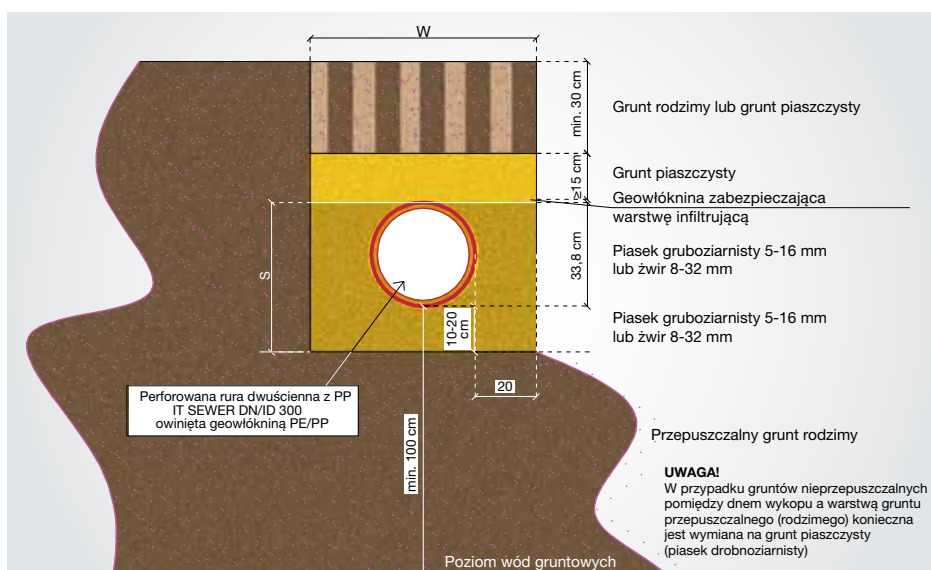 W
min. 30 cm
Grunt rodzimy lub grunt piaszczysty
≥15 cm
Grunt piaszczysty
Geowłóknina zabezpieczająca
warstwę infiltrującą
S
33,8 cm
Piasek gruboziarnisty 5-16 mm
lub żwir 8-32 mm
10-20
cm
Piasek gruboziarnisty 5-16 mm
lub żwir 8-32 mm
20
Perforowana rura dwuścienna z PP
IT SEWER DN/ID 300
owinięta geowłókniną PE/PP
min. 100 cm
Przepuszczalny grunt rodzimy
UWAGA!
W przypadku gruntów nieprzepuszczalnych
pomiędzy dnem wykopu a warstwą gruntu
przepuszczalnego (rodzimego) konieczna
jest wymiana na grunt piaszczysty
(piasek drobnoziarnisty)
Poziom wód gruntowych